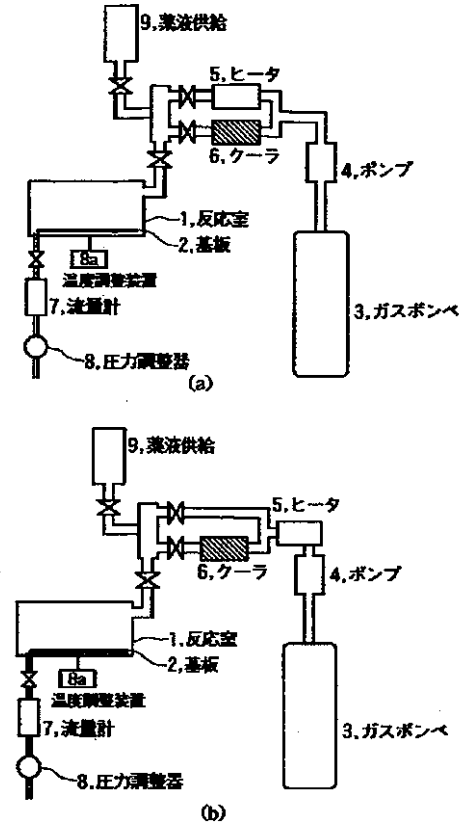 9,薬液供給
5,ヒータ
6,クーラ
4,ポンプ
1,反応室
2,基板
8a
温度調整装置
7,流量計
3,ガスボンベ
8,圧力調整器
(a)
9,薬液供給
5,ヒータ
6,クーラ
4,ポンプ
1,反応室
2,基板
8a
温度調整装置
7,流量計
3,ガスボンベ
8,圧力調整器
(b)